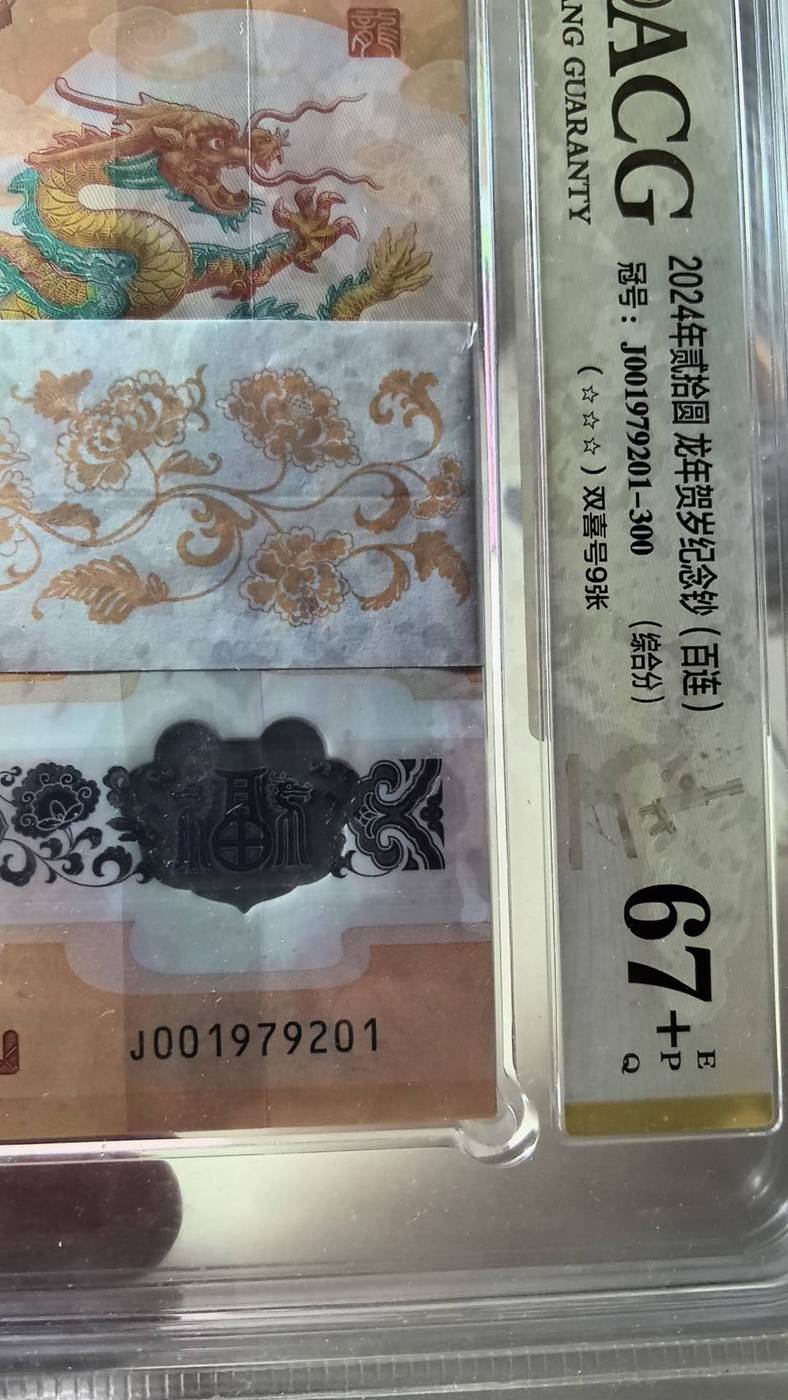 ACG
NG GUARANTY
2024年贰拾圆 龙年贺岁纪念钞（百连）
冠号：J001979201-300 （综合分）
（☆☆☆）双喜号9张
67+
E
P
Q
福
J001979201